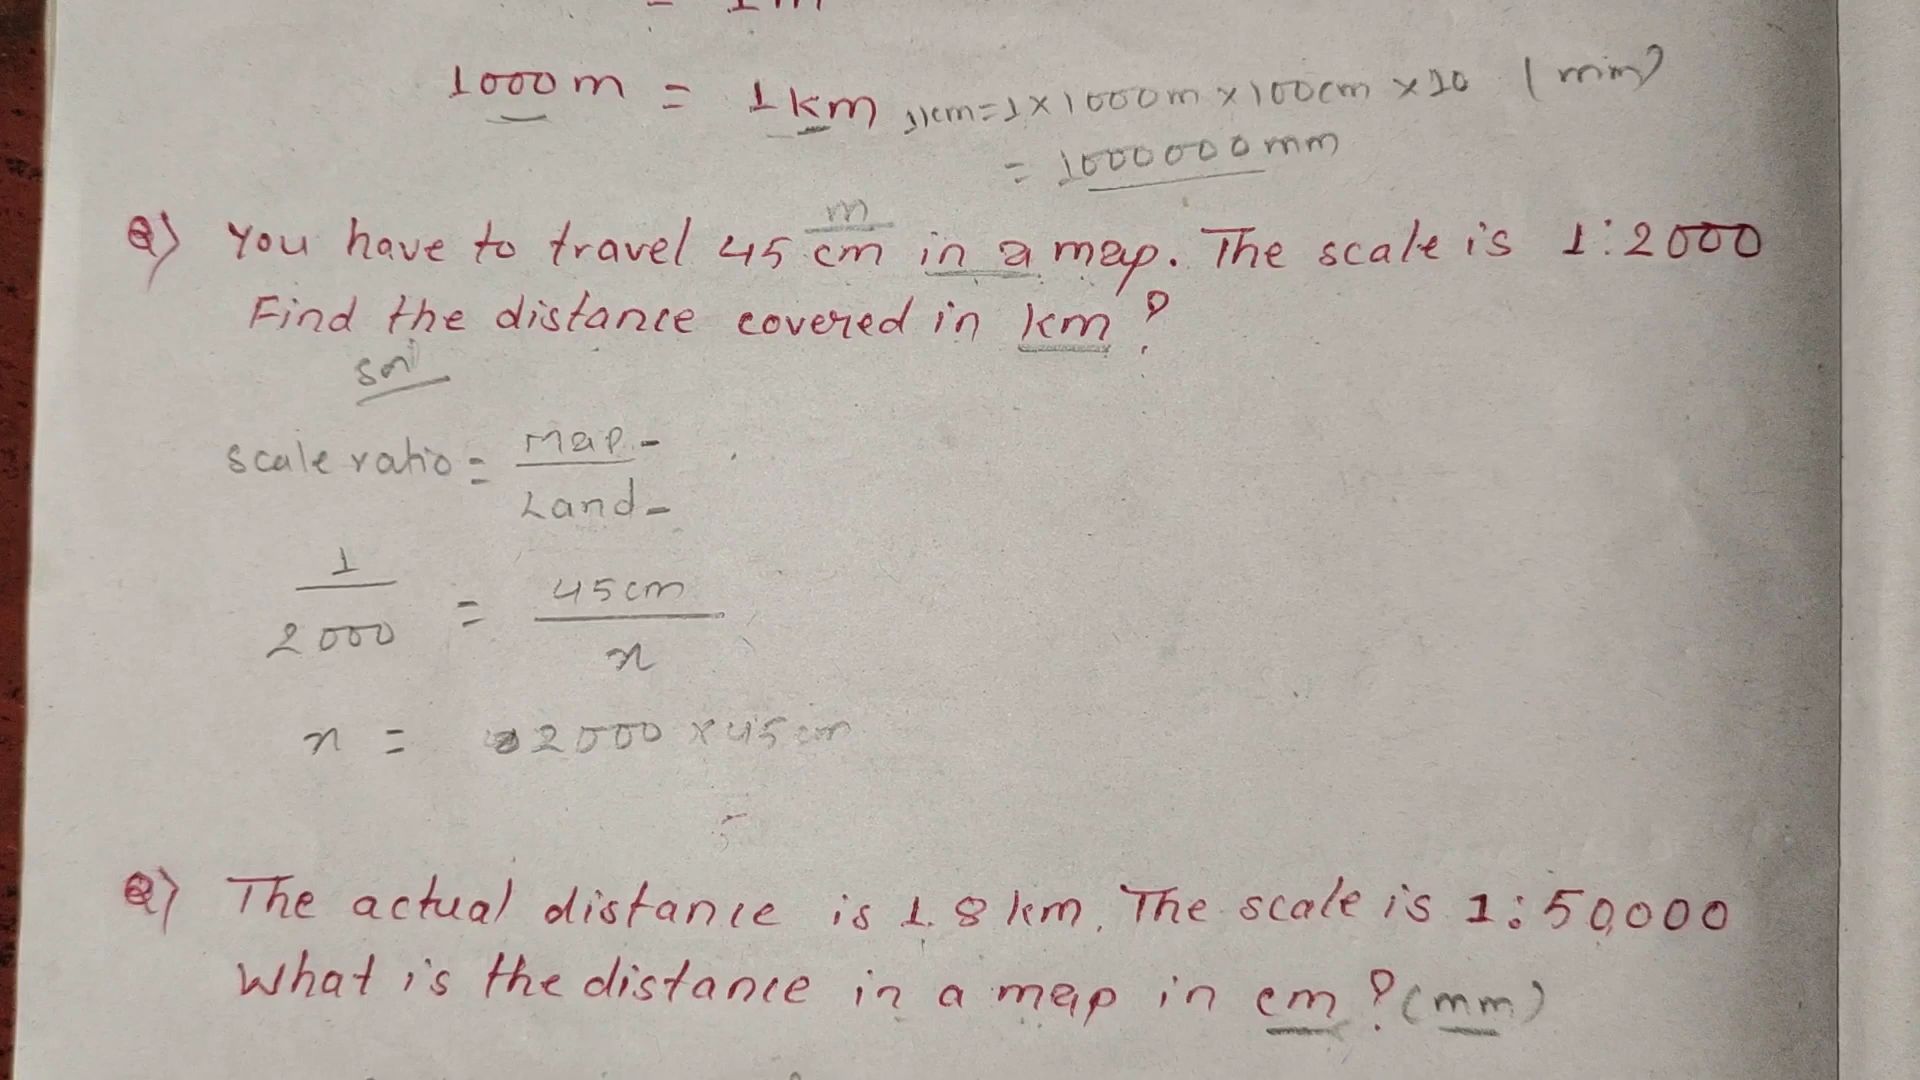 1000 m = 1 km 1km=1×1000m×100cm×10 (mm)
= 1000000mm
m
Q) You have to travel 45 cm in a map. The scale is 1:2000
Find the distance covered in km?
Sol
scale ratio = Map
Land
1/2000 = 45cm/x
x = 2000 × 45 cm
Q) The actual distance is 1.8 km. The scale is 1:50,000
What is the distance in a map in cm? (mm)